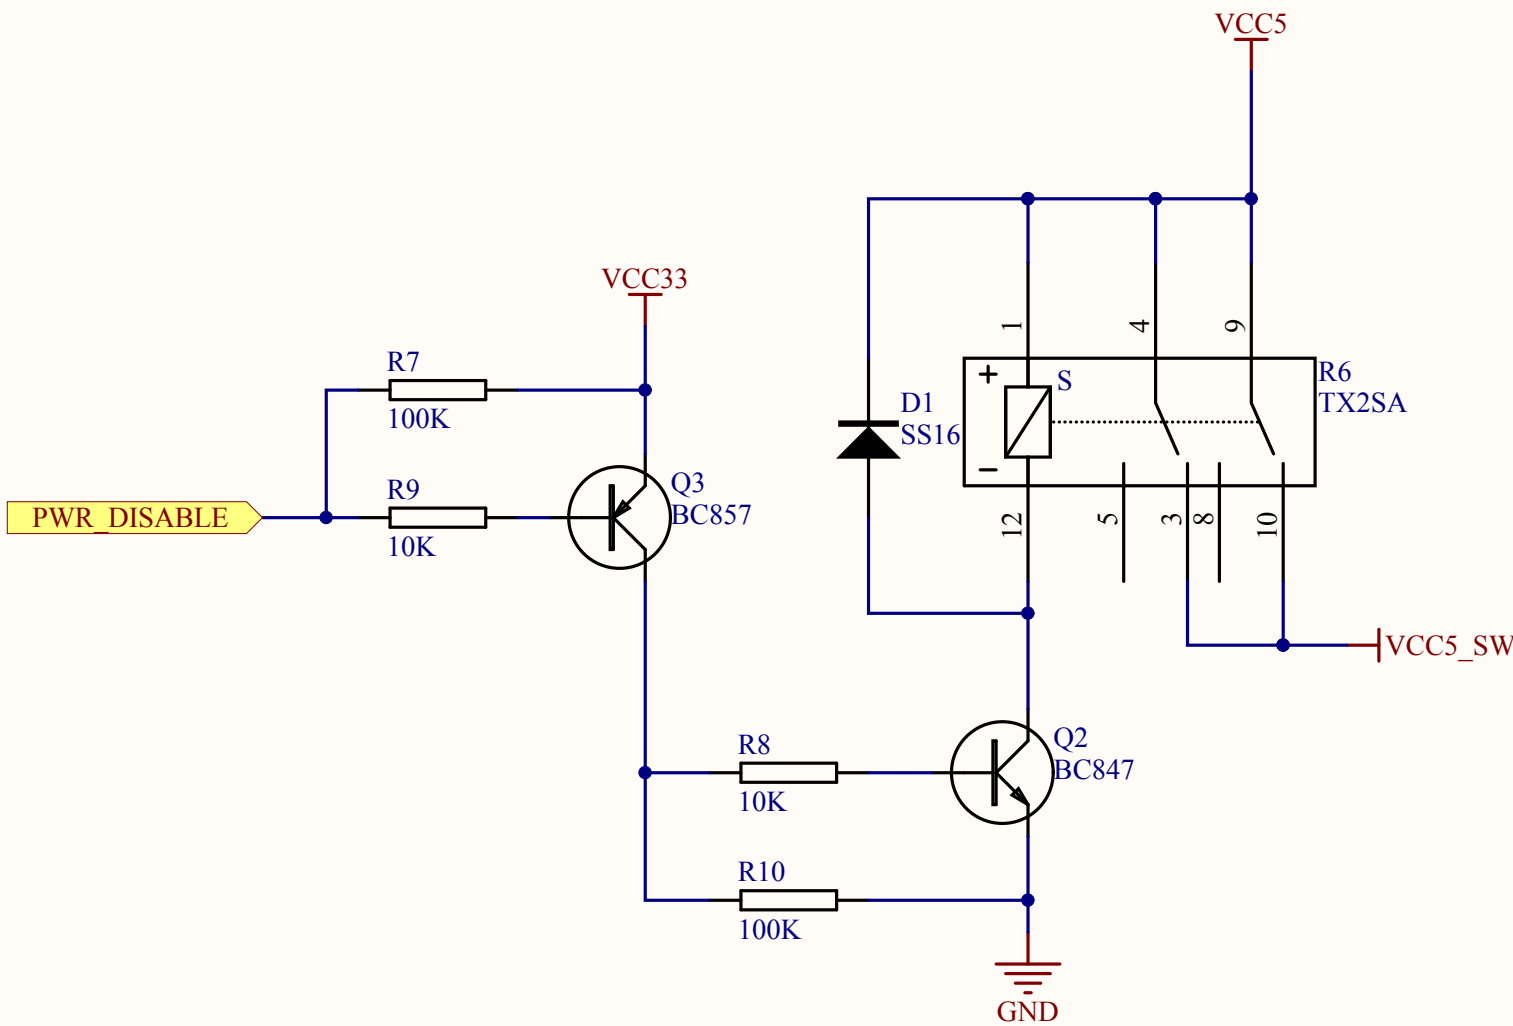 VCC5
VCC33
R7
100K
R9
10K
PWR_DISABLE
Q3
BC857
D1
SS16
1
4
9
+
S
−
R6
TX2SA
12
5
3
8
10
VCC5_SW
R8
10K
Q2
BC847
R10
100K
GND